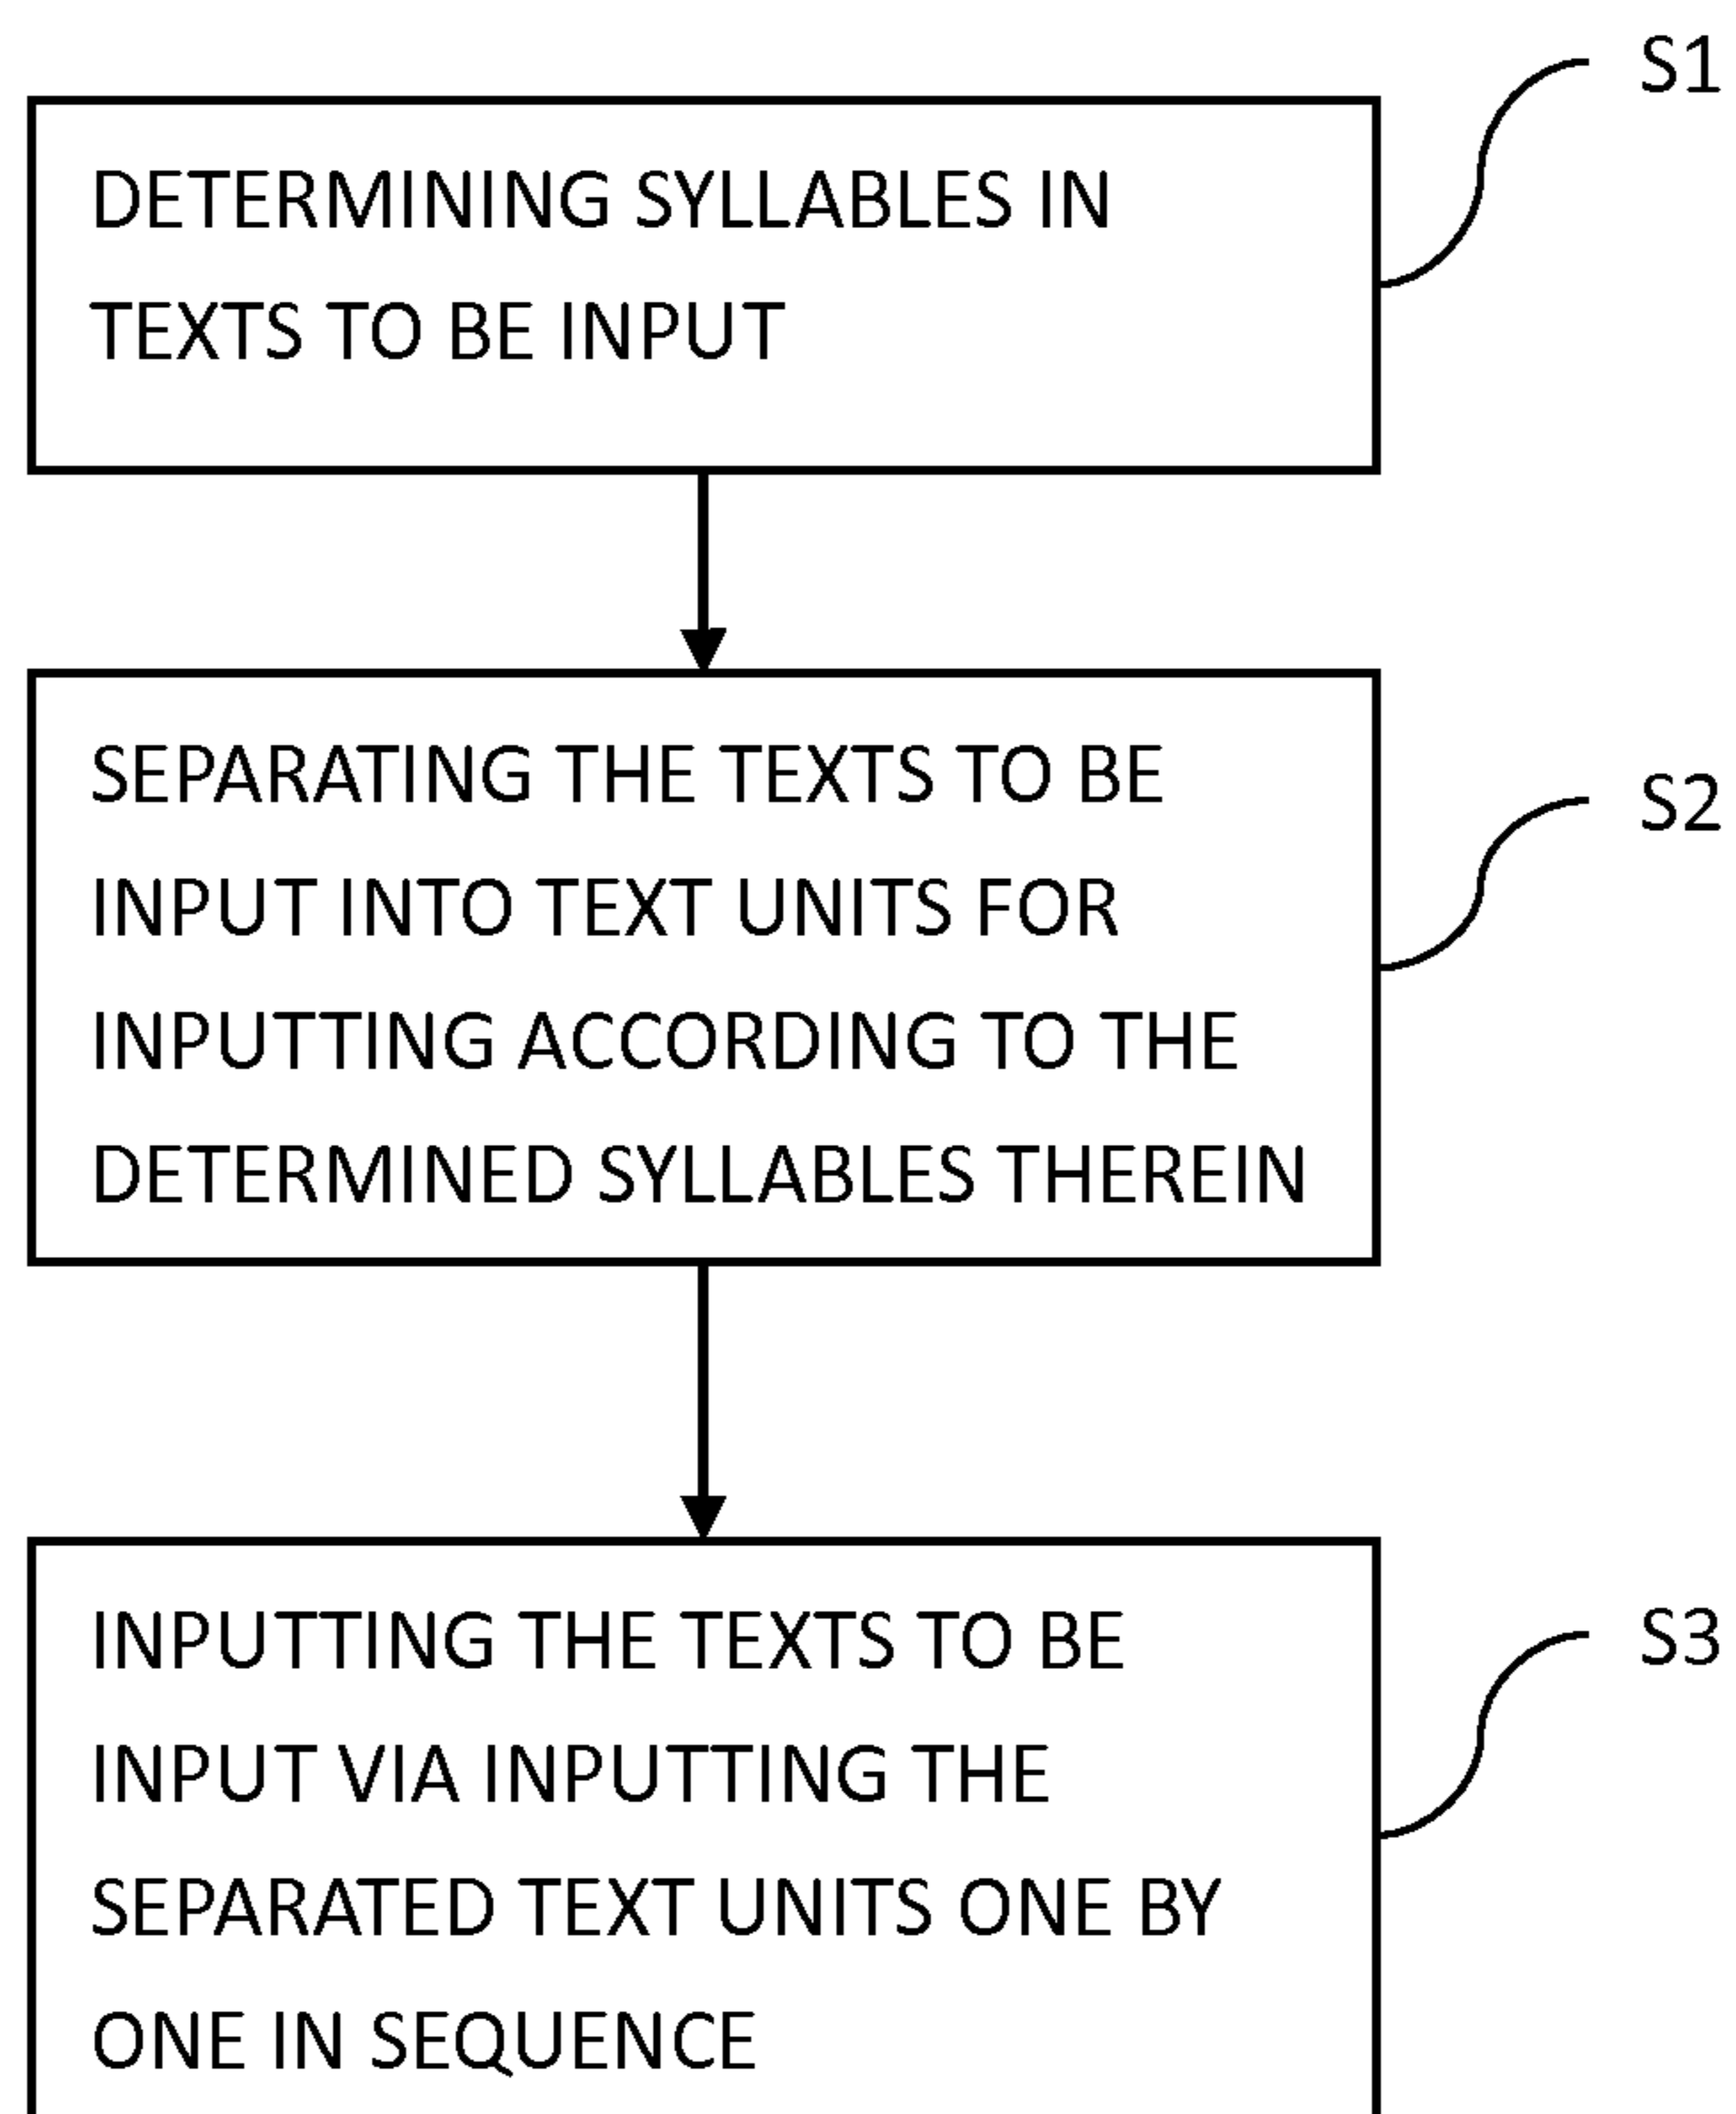 S1
DETERMINING SYLLABLES IN
TEXTS TO BE INPUT
SEPARATING THE TEXTS TO BE
S2
INPUT INTO TEXT UNITS FOR
INPUTTING ACCORDING TO THE
DETERMINED SYLLABLES THEREIN
INPUTTING THE TEXTS TO BE
S3
INPUT VIA INPUTTING THE
SEPARATED TEXT UNITS ONE BY
ONE IN SEQUENCE